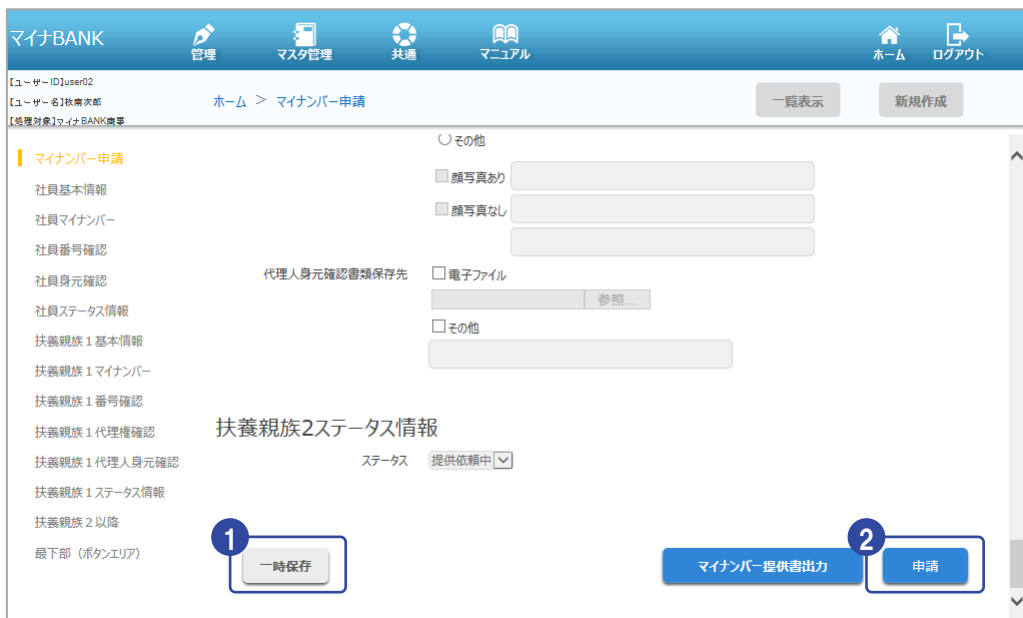 マイナBANK
管理
マスタ管理
共通
マニュアル
ホーム
ログアウト
【ユーザーID】user02
【ユーザー名】秋南次郎
【処理対象】マイナBANK商事
ホーム > マイナンバー申請
一覧表示
新規作成
マイナンバー申請
社員基本情報
社員マイナンバー
社員番号確認
社員身元確認
社員ステータス情報
扶養親族1基本情報
扶養親族1マイナンバー
扶養親族1番号確認
扶養親族1代理権確認
扶養親族1代理人身元確認
扶養親族1ステータス情報
扶養親族2以降
最下部（ボタンエリア）
その他
顔写真あり
顔写真なし
代理人身元確認書類保存先
電子ファイル
参照...
その他
扶養親族2ステータス情報
ステータス
提供依頼中
1
一時保存
マイナンバー提供書出力
2
申請